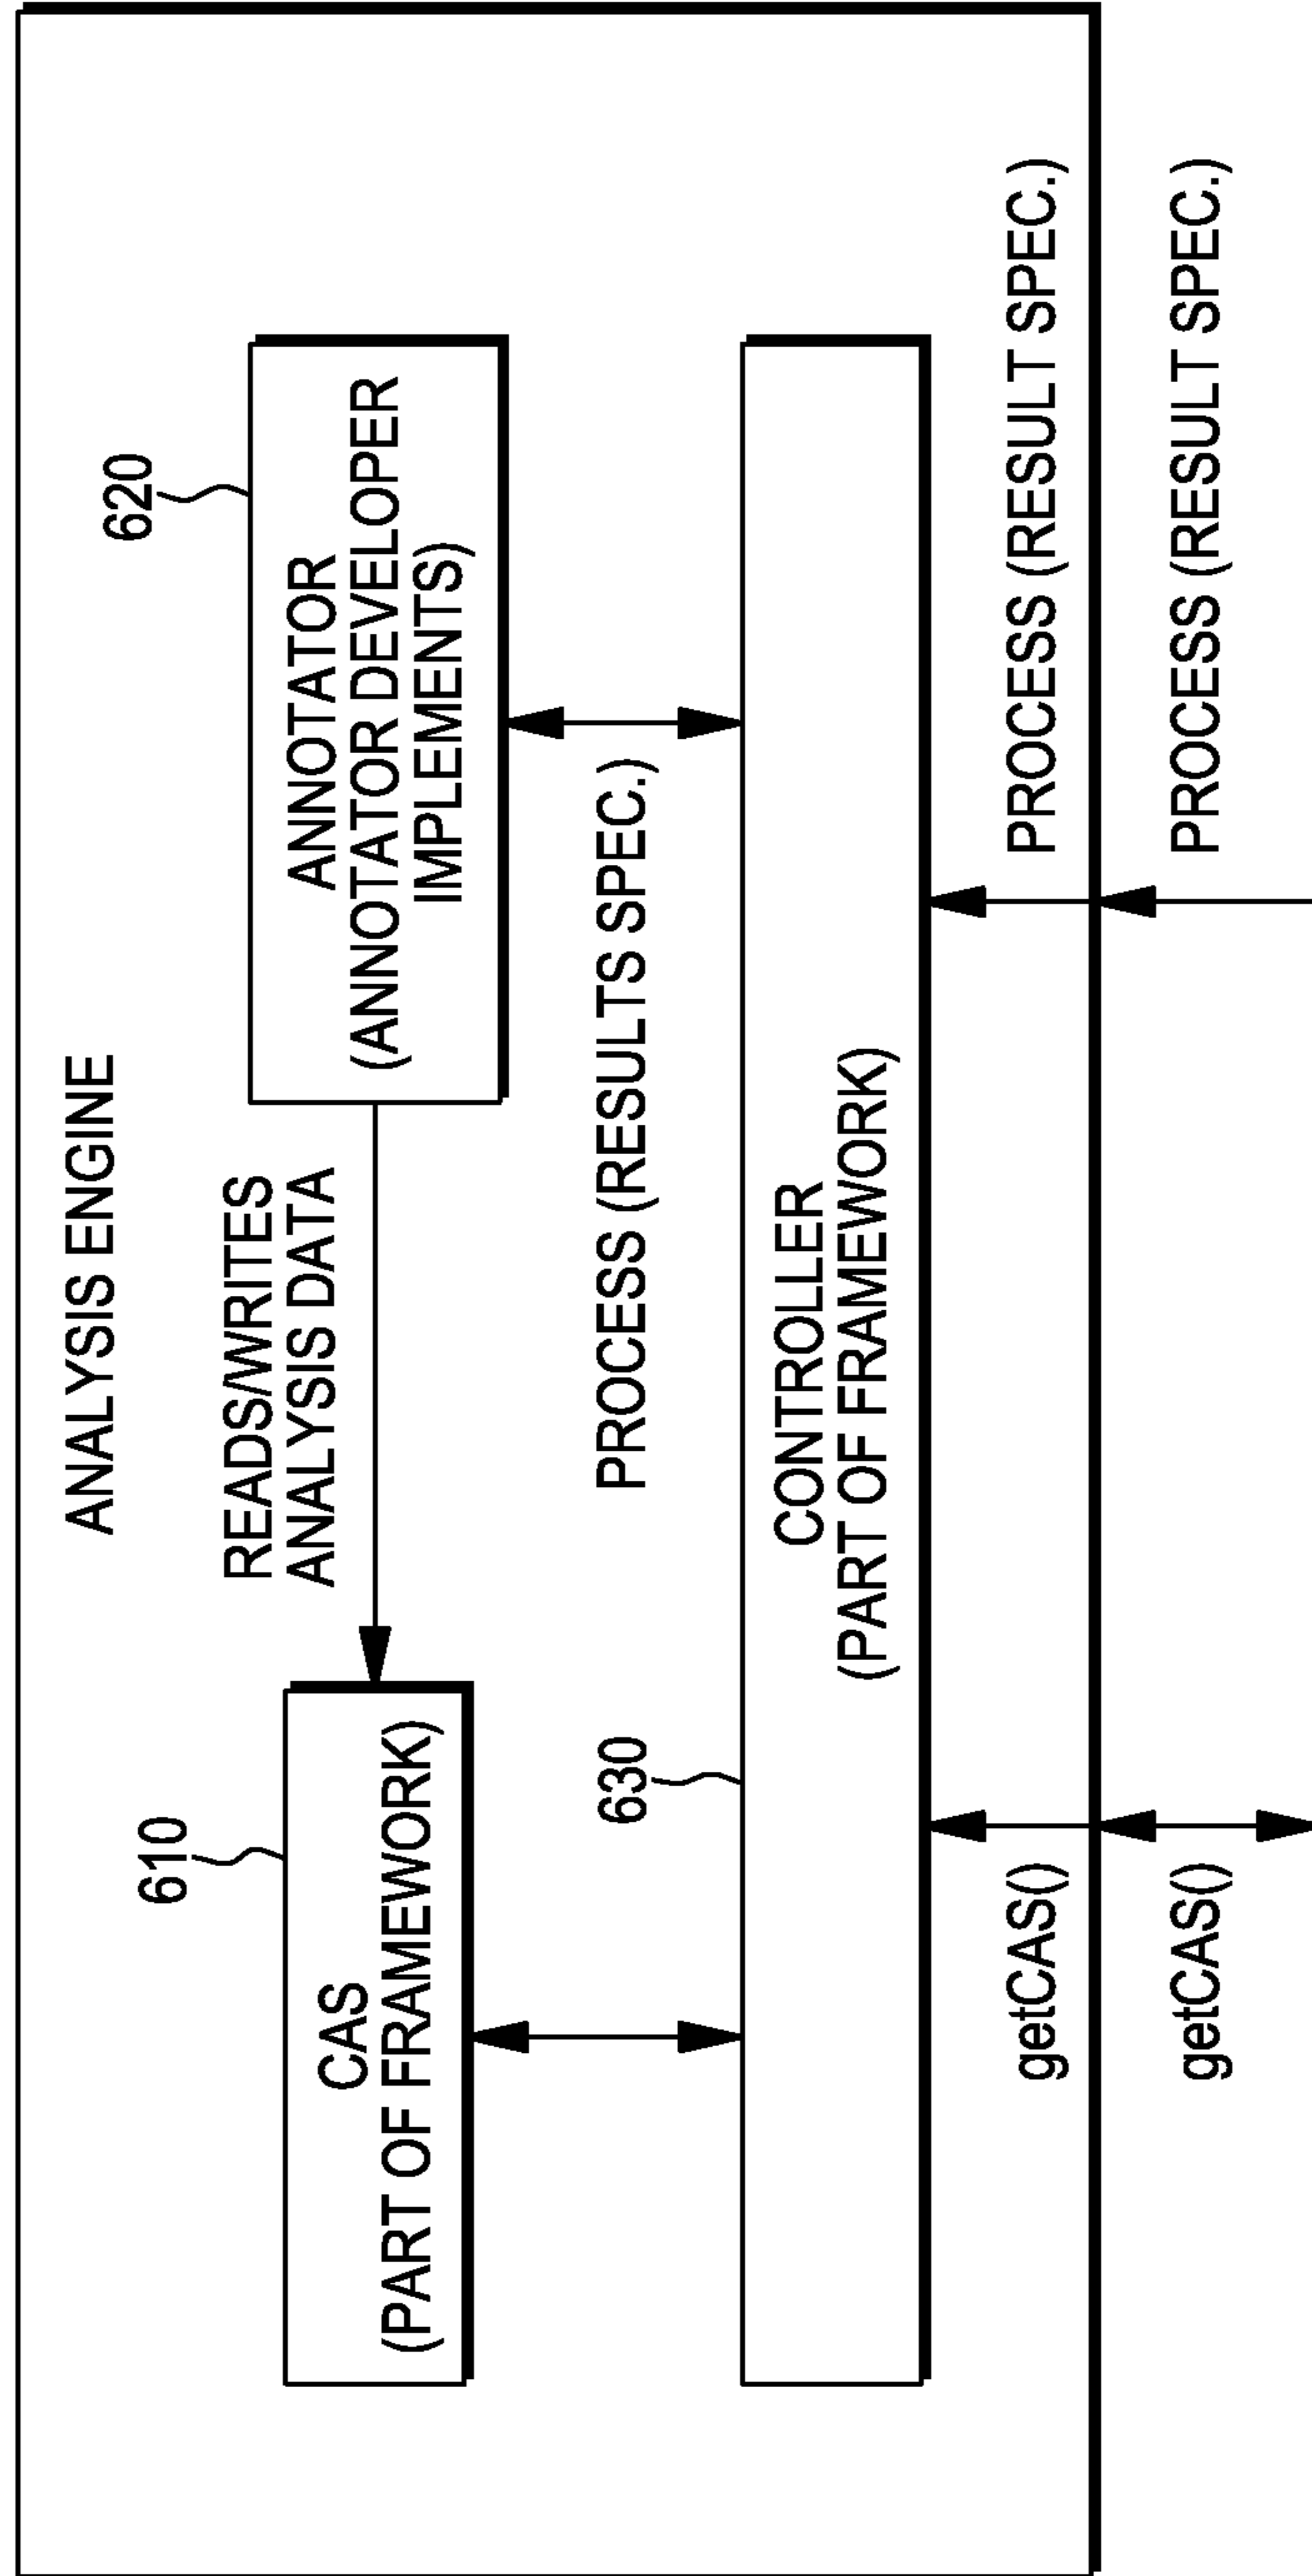 ANALYSIS ENGINE
610
CAS
(PART OF FRAMEWORK)
READS/WRITES
ANALYSIS DATA
620
ANNOTATOR
(ANNOTATOR DEVELOPER
IMPLEMENTS)
PROCESS (RESULTS SPEC.)
630
CONTROLLER
(PART OF FRAMEWORK)
getCAS()
PROCESS (RESULT SPEC.)
getCAS()
PROCESS (RESULT SPEC.)